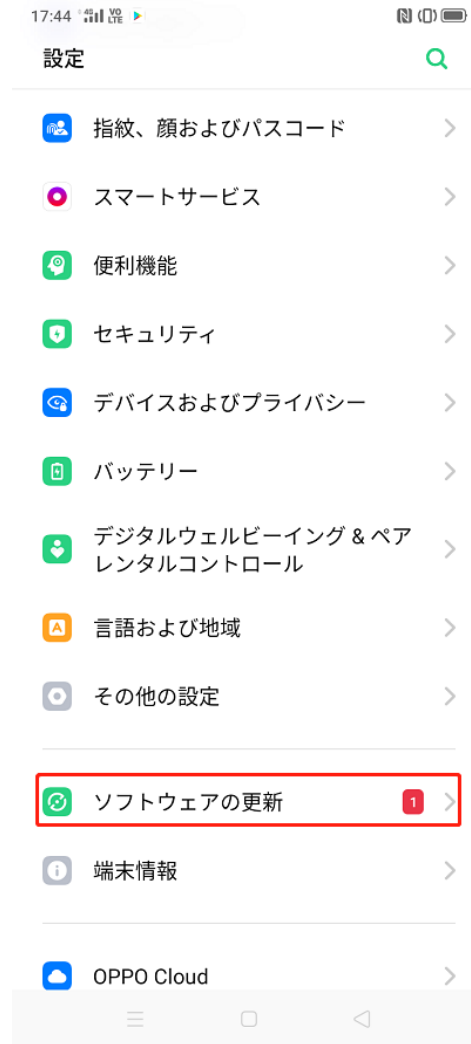 17:44 4G VO LTE
設定
指紋、顔およびパスコード
スマートサービス
便利機能
セキュリティ
デバイスおよびプライバシー
バッテリー
デジタルウェルビーイング & ペア
レンタルコントロール
A 言語および地域
その他の設定
ソフトウェアの更新 1
端末情報
OPPO Cloud